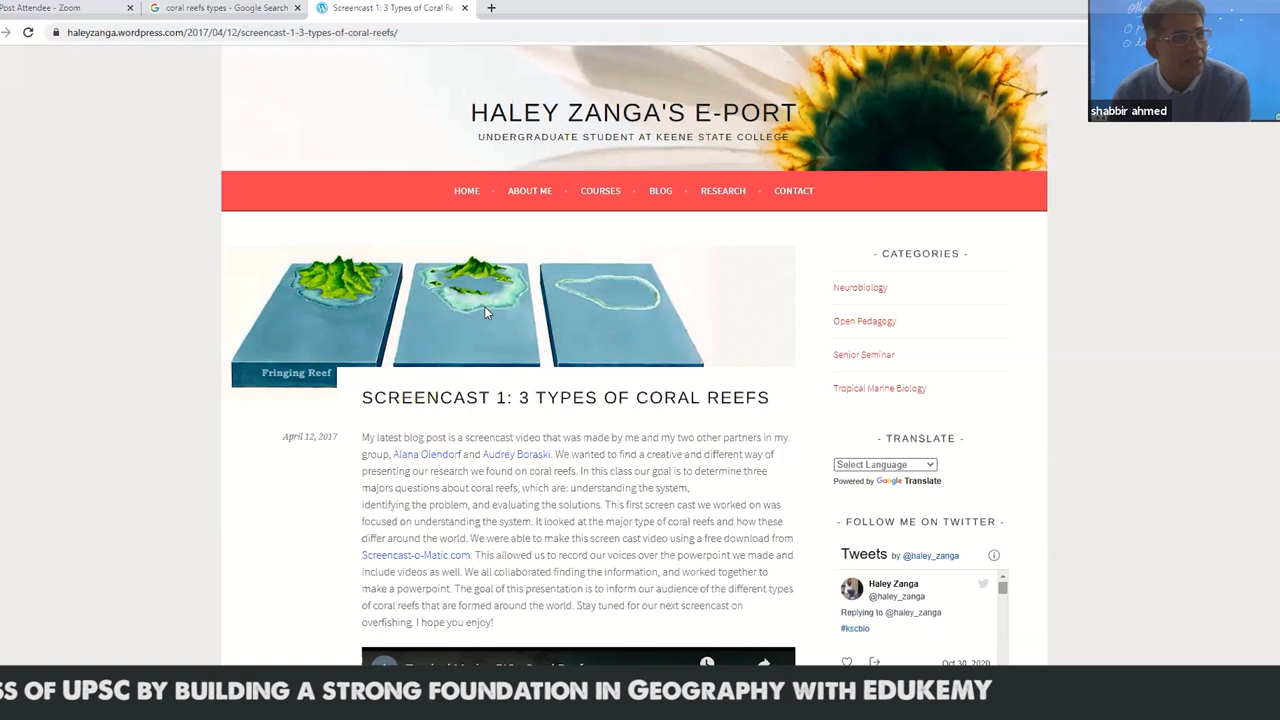 Post Attendee - Zoom
coral reefs types - Google Search
Screencast 1: 3 Types of Coral Re
haleyzanga.wordpress.com/2017/04/12/screencast-1-3-types-of-coral-reefs/
shabbir ahmed
HALEY ZANGA'S E-PORT
UNDERGRADUATE STUDENT AT KEENE STATE COLLEGE
HOME
ABOUT ME
COURSES
BLOG
RESEARCH
CONTACT
Fringing Reef
SCREENCAST 1: 3 TYPES OF CORAL REEFS
April 12, 2017
My latest blog post is a screencast video that was made by me and my two other partners in my
group, Alana Olendorf and Audrey Boraski. We wanted to find a creative and different way of
presenting our research we found on coral reefs. In this class our goal is to determine three
majors questions about coral reefs, which are: understanding the system,
identifying the problem, and evaluating the solutions. This first screen cast we worked on was
focused on understanding the system. It looked at the major type of coral reefs and how these
differ around the world. We were able to make this screen cast video using a free download from
Screencast-o-Matic.com. This allowed us to record our voices over the powerpoint we made and
include videos as well. We all collaborated finding the information, and worked together to
make a powerpoint. The goal of this presentation is to inform our audience of the different types
of coral reefs that are formed around the world. Stay tuned for our next screencast on
overfishing. I hope you enjoy!
- CATEGORIES -
Neurobiology
Open Pedagogy
Senior Seminar
Tropical Marine Biology
- TRANSLATE -
Select Language
Powered by Google Translate
- FOLLOW ME ON TWITTER -
Tweets by @haley_zanga
Haley Zanga
@haley_zanga
Replying to @haley_zanga
#kscbio
Oct 30, 2020
SS OF UPSC BY BUILDING A STRONG FOUNDATION IN GEOGRAPHY WITH EDUKEMY